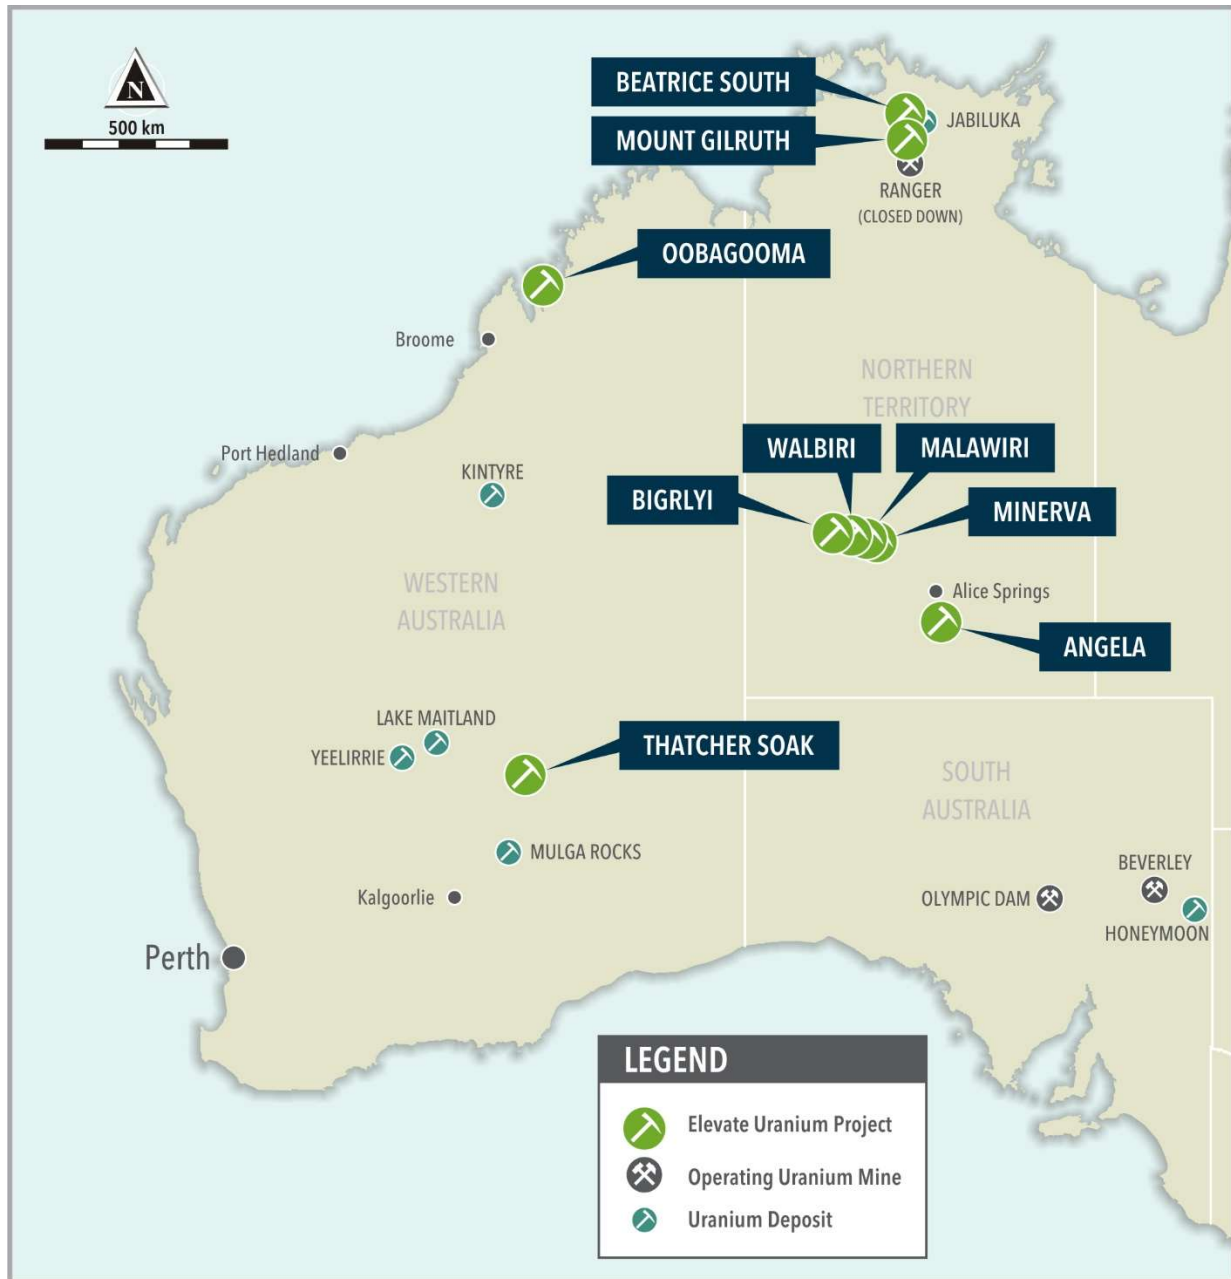 N
500 km
BEATRICE SOUTH
MOUNT GILRUTH
JABILUKA
RANGER
(CLOSED DOWN)
OOBAGOOMA
Broome
NORTHERN
TERRITORY
Port Hedland
KINTYRE
WALBIRI
MALAWIRI
BIGRLYI
MINERVA
WESTERN
AUSTRALIA
Alice Springs
ANGELA
LAKE MAITLAND
YEELIRRIE
THATCHER SOAK
SOUTH
AUSTRALIA
MULGA ROCKS
BEVERLEY
Kalgoorlie
OLYMPIC DAM
HONEYMOON
Perth
LEGEND
Elevate Uranium Project
Operating Uranium Mine
Uranium Deposit